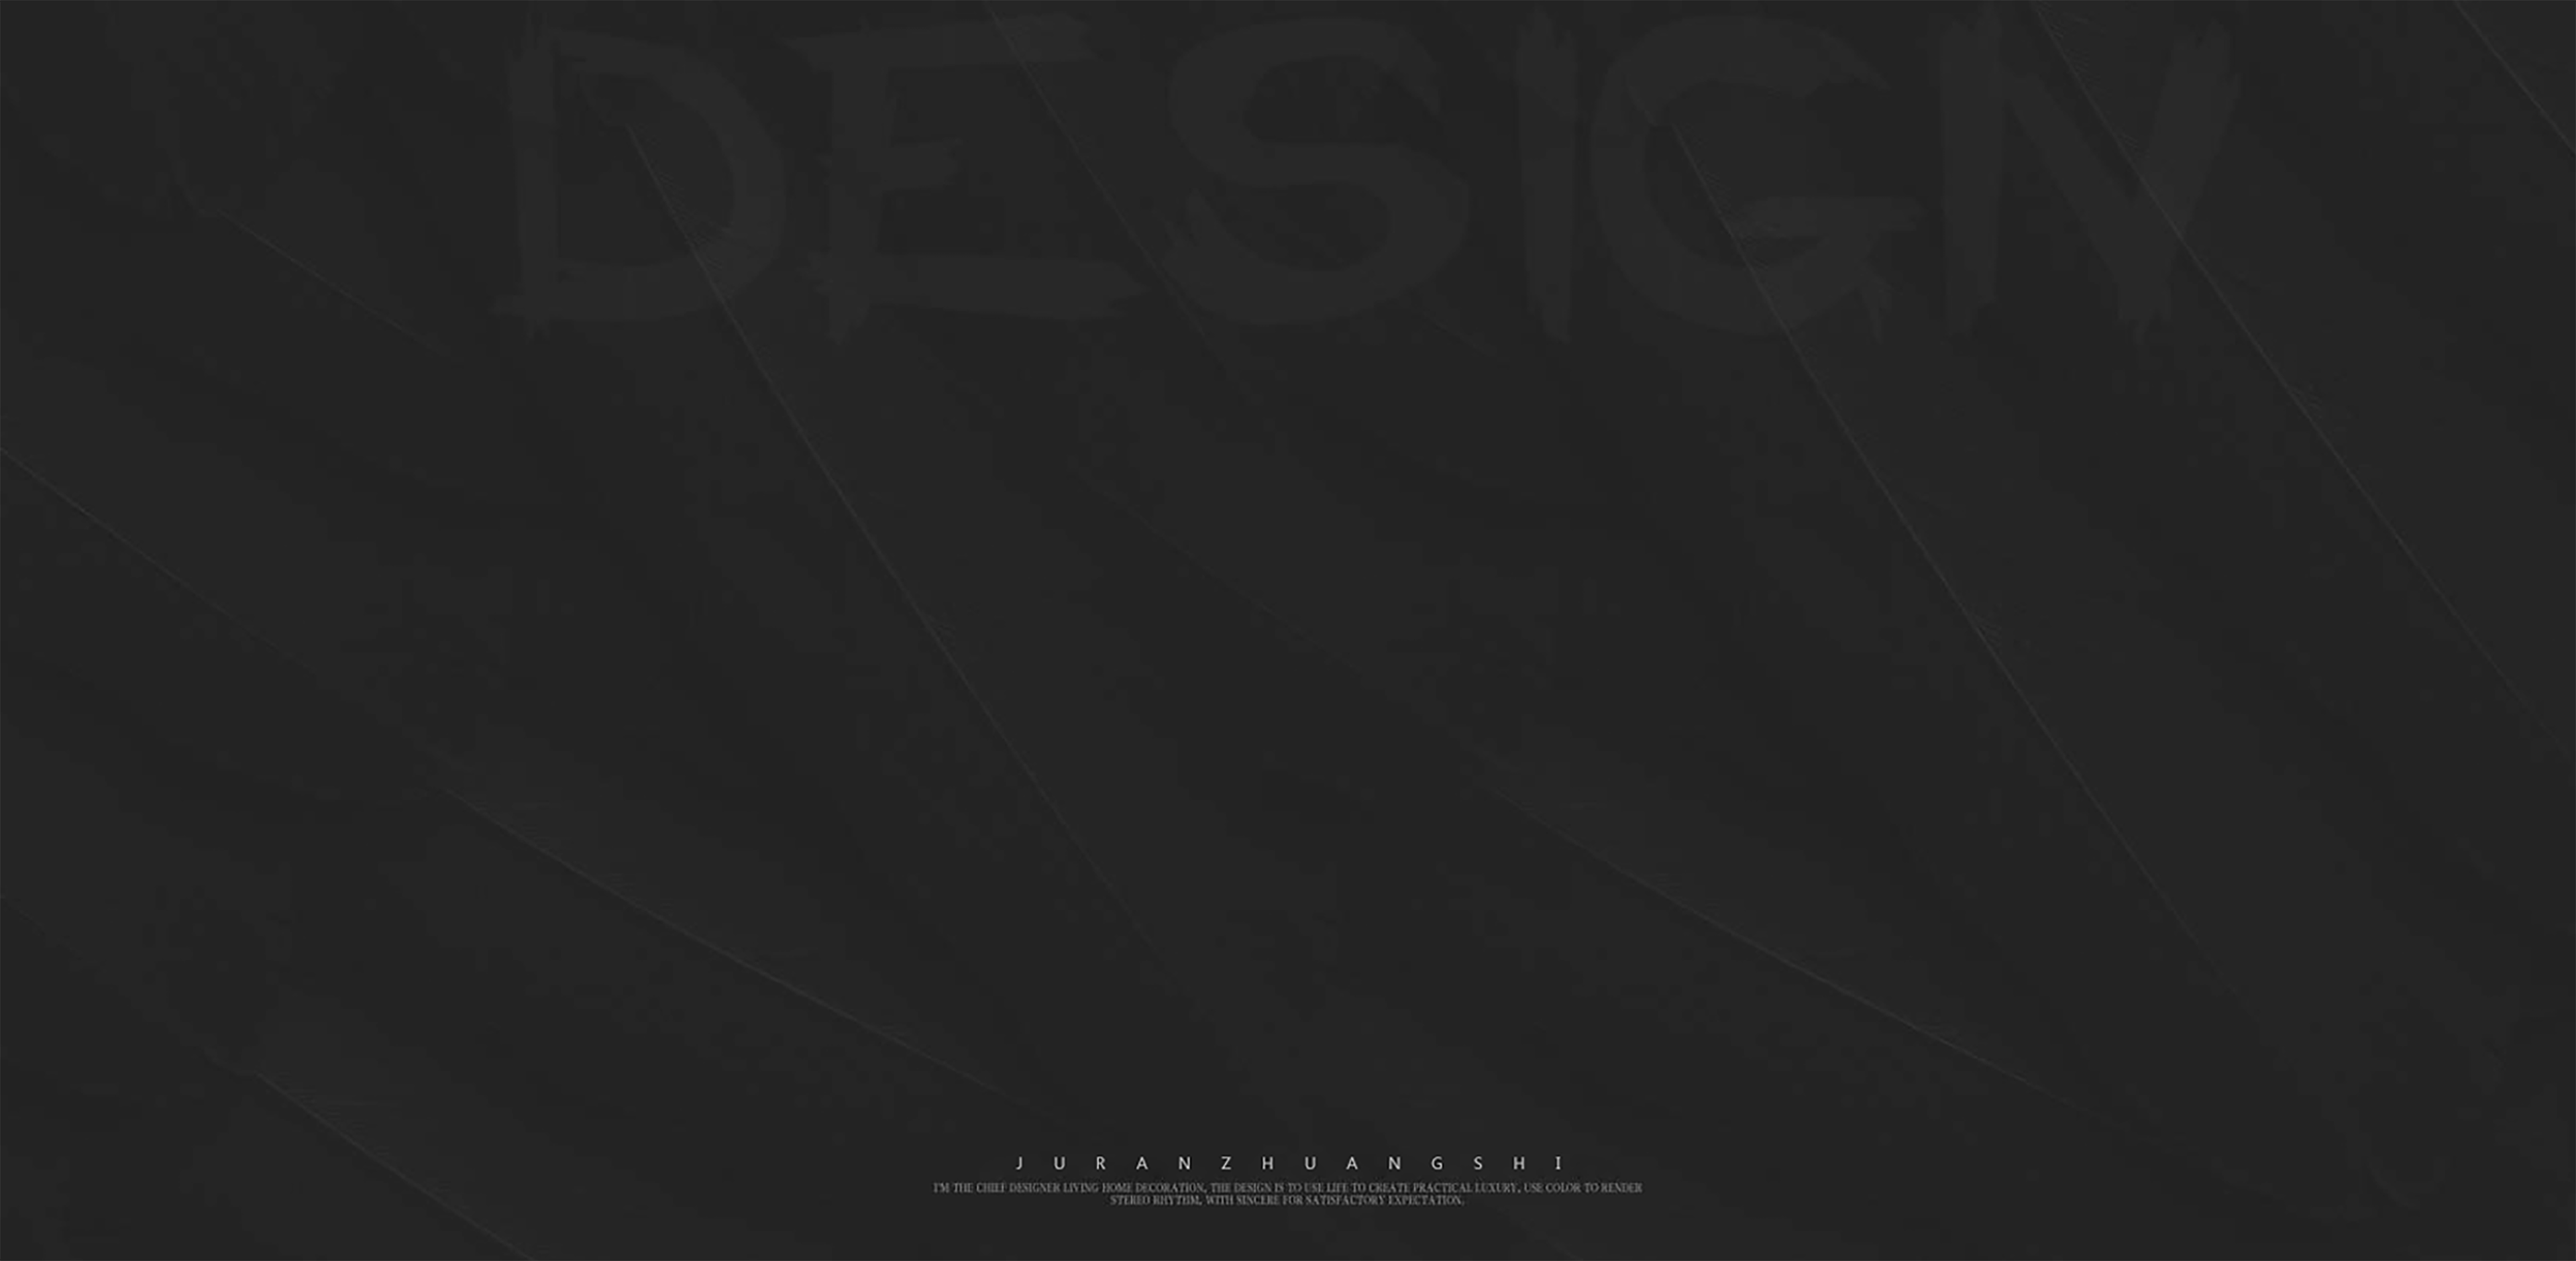 DESIGN
JURANZHUANGSHI
I'M THE CHIEF DESIGNER LIVING HOME DECORATION, THE DESIGN IS TO USE LIFE TO CREATE PRACTICAL LUXURY, USE COLOR TO RENDER
STEREO RHYTHM, WITH SINCERE FOR SATISFACTORY EXPECTATION.